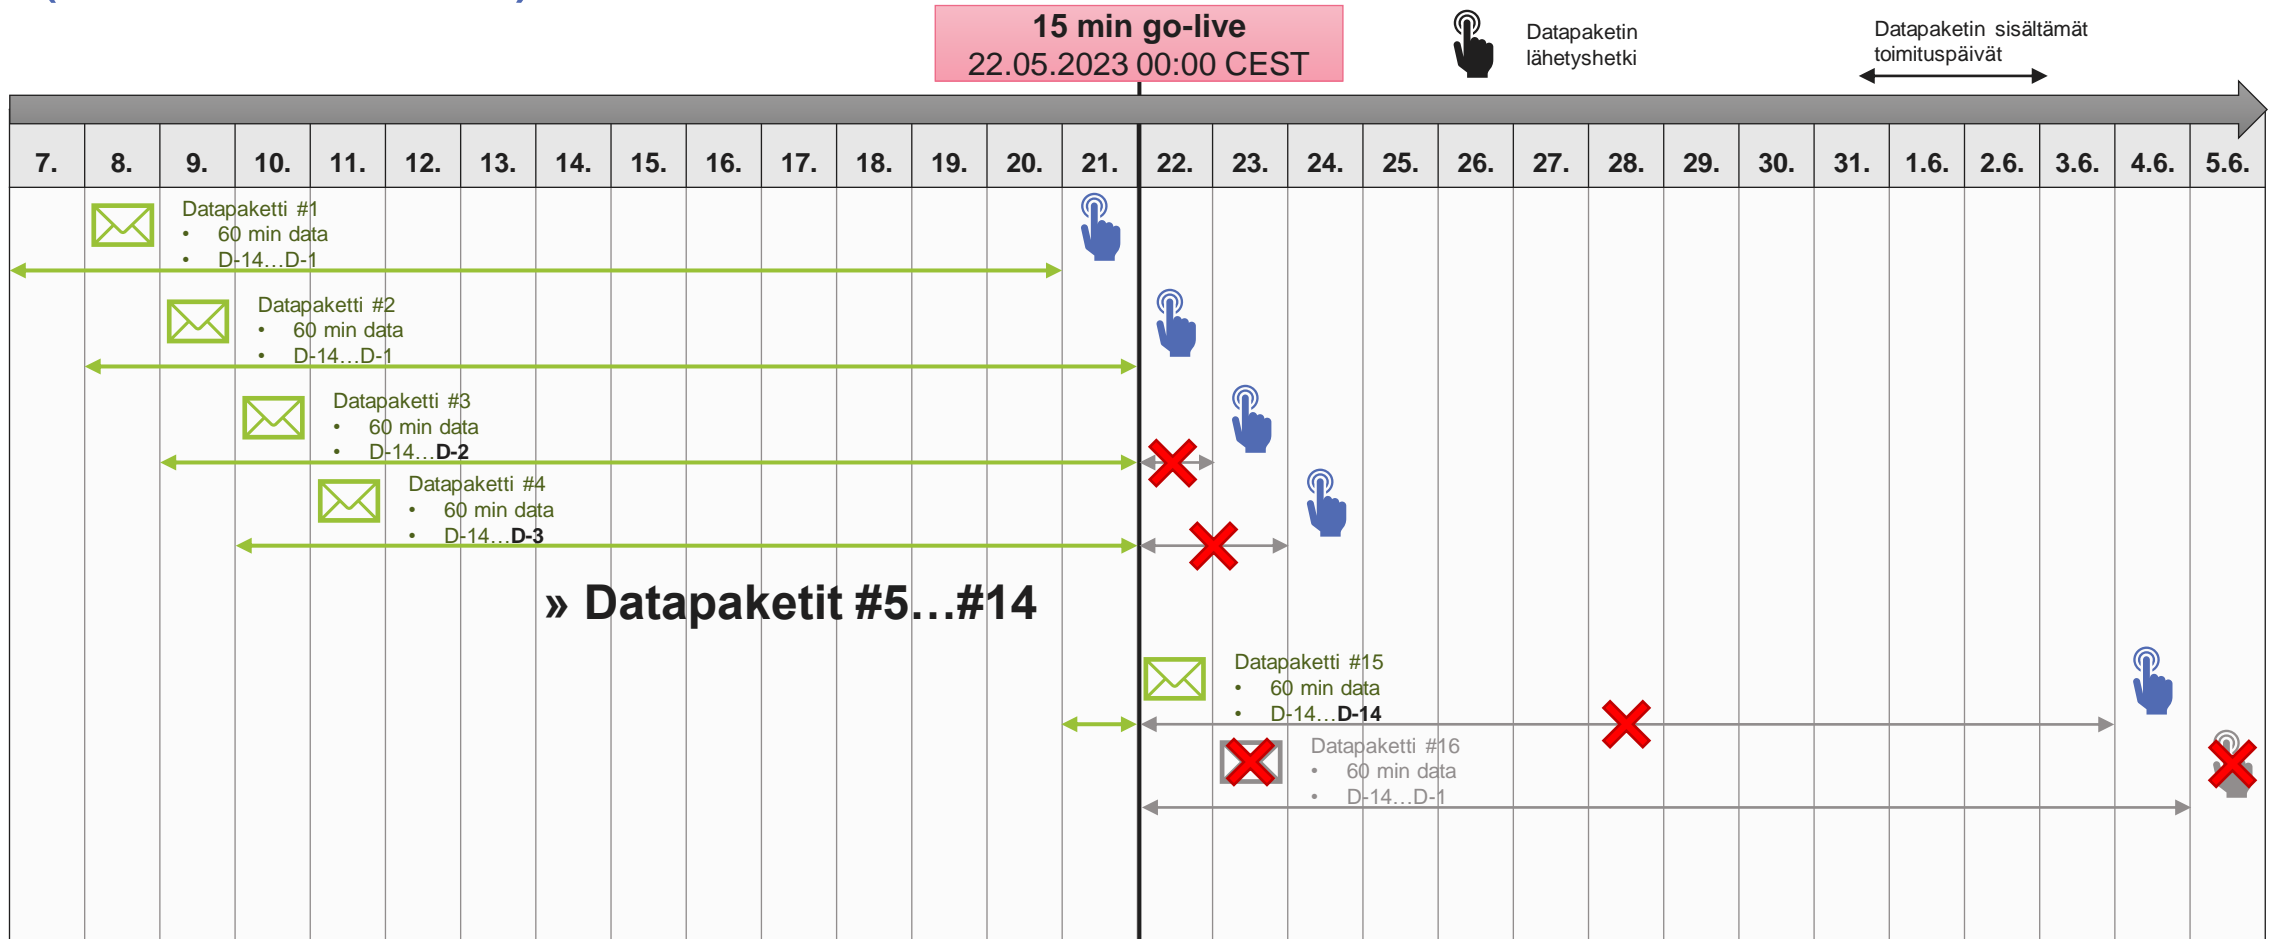 15 min go-live
22.05.2023 00:00 CEST
Datapaketin
lähetyshetki
Datapaketin sisältämät
toimituspäivät
7. 8. 9. 10. 11. 12. 13. 14. 15. 16. 17. 18. 19. 20. 21. 22. 23. 24. 25. 26. 27. 28. 29. 30. 31. 1.6. 2.6. 3.6. 4.6. 5.6.
Datapaketti #1
• 60 min data
• D-14…D-1
Datapaketti #2
• 60 min data
• D-14…D-1
Datapaketti #3
• 60 min data
• D-14…D-2
Datapaketti #4
• 60 min data
• D-14…D-3
» Datapaketit #5…#14
Datapaketti #15
• 60 min data
• D-14…D-14
Datapaketti #16
• 60 min data
• D-14…D-1